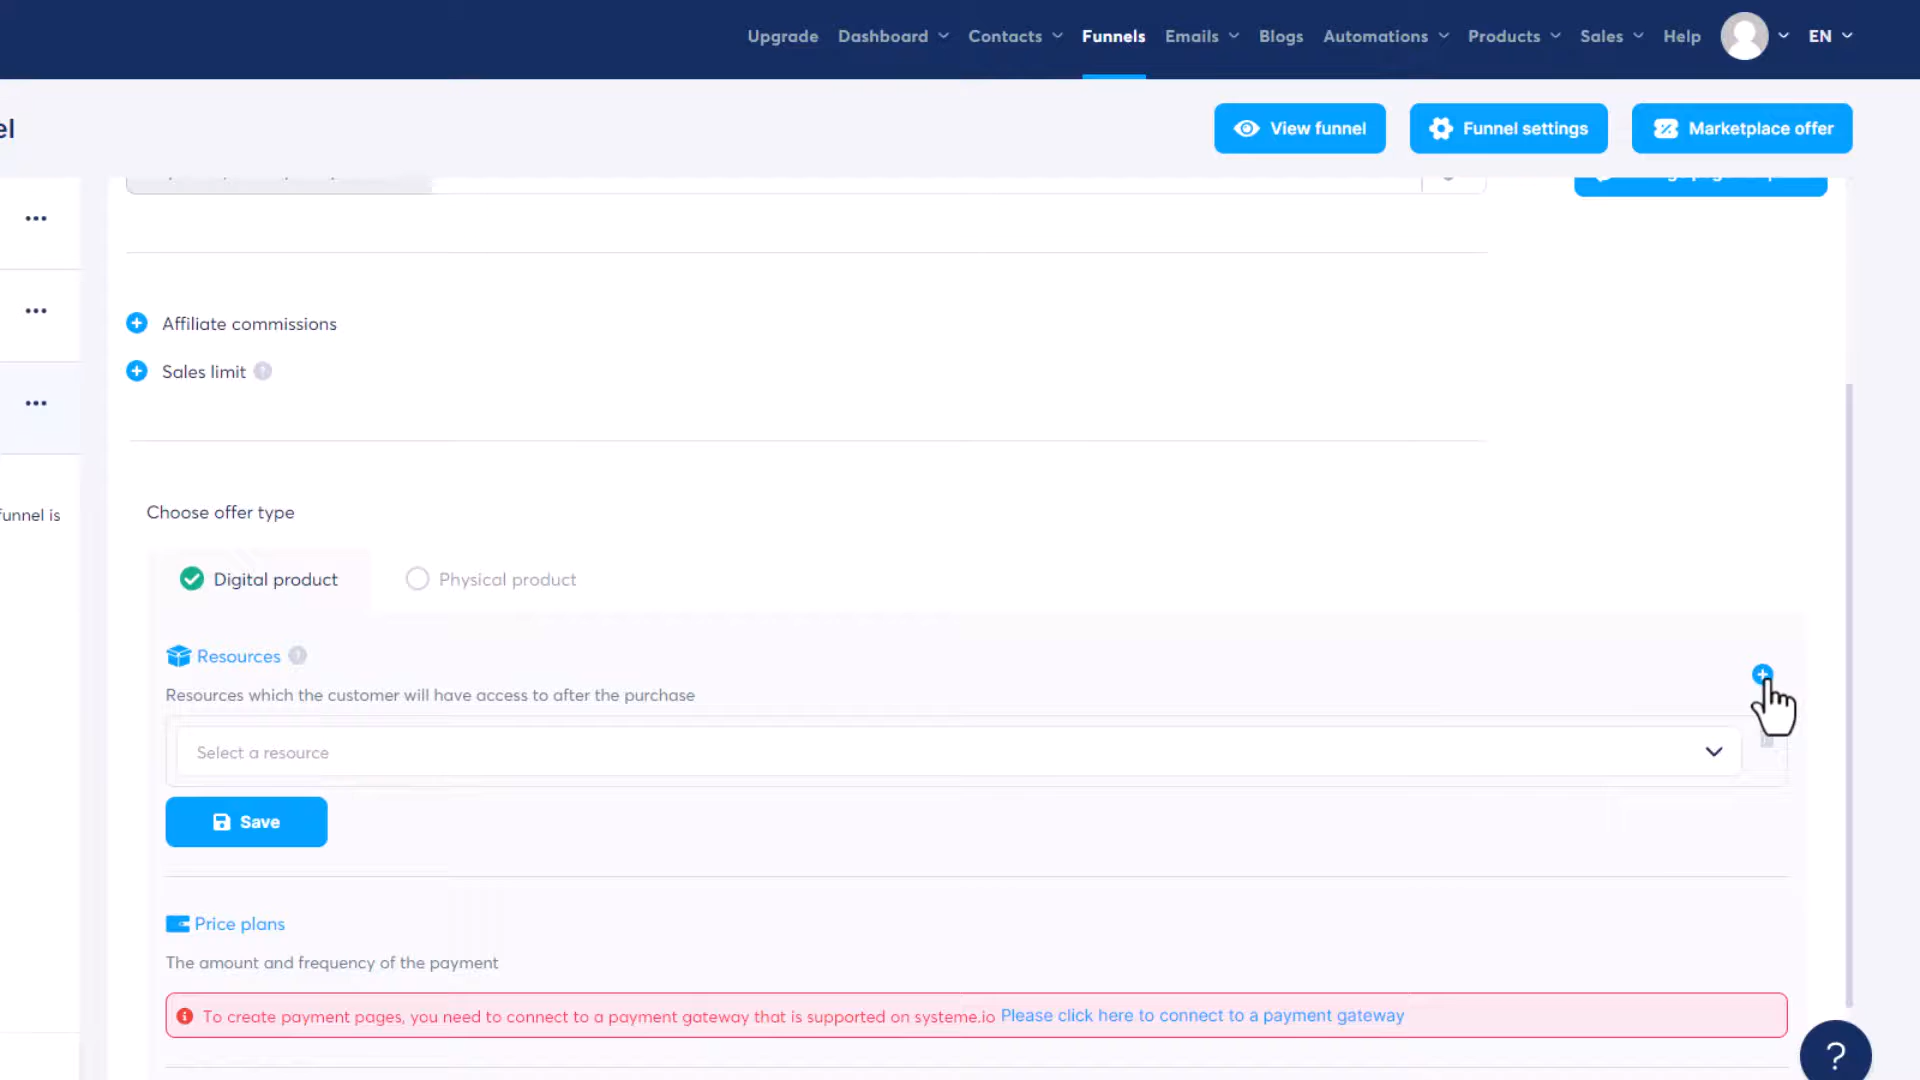 Upgrade Dashboard Contacts Funnels Emails Blogs Automations Products Sales Help EN
el
View funnel
Funnel settings
Marketplace offer
Affiliate commissions
Sales limit ?
funnel is
Choose offer type
Digital product
Physical product
Resources ?
Resources which the customer will have access to after the purchase
Select a resource
Save
Price plans
The amount and frequency of the payment
To create payment pages, you need to connect to a payment gateway that is supported on systeme.io Please click here to connect to a payment gateway
?